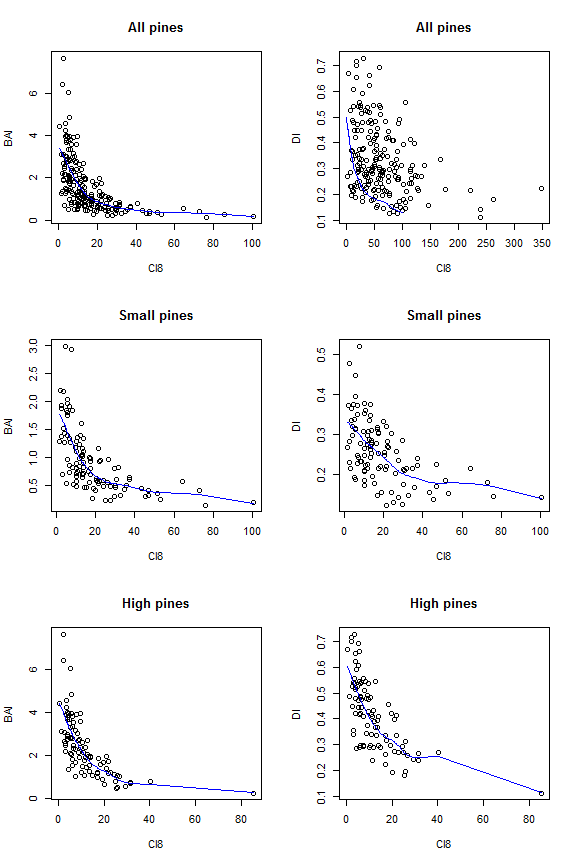 All pines
All pines
BAI
0 2 4 6
0 20 40 60 80 100
CI8
DI
0.1 0.2 0.3 0.4 0.5 0.6 0.7
0 50 100 150 200 250 300 350
CI8
Small pines
Small pines
BAI
0.5 1.0 1.5 2.0 2.5 3.0
0 20 40 60 80 100
CI8
DI
0.2 0.3 0.4 0.5
0 20 40 60 80 100
CI8
High pines
High pines
BAI
0 2 4 6
0 20 40 60 80
CI8
DI
0.1 0.2 0.3 0.4 0.5 0.6 0.7
0 20 40 60 80
CI8